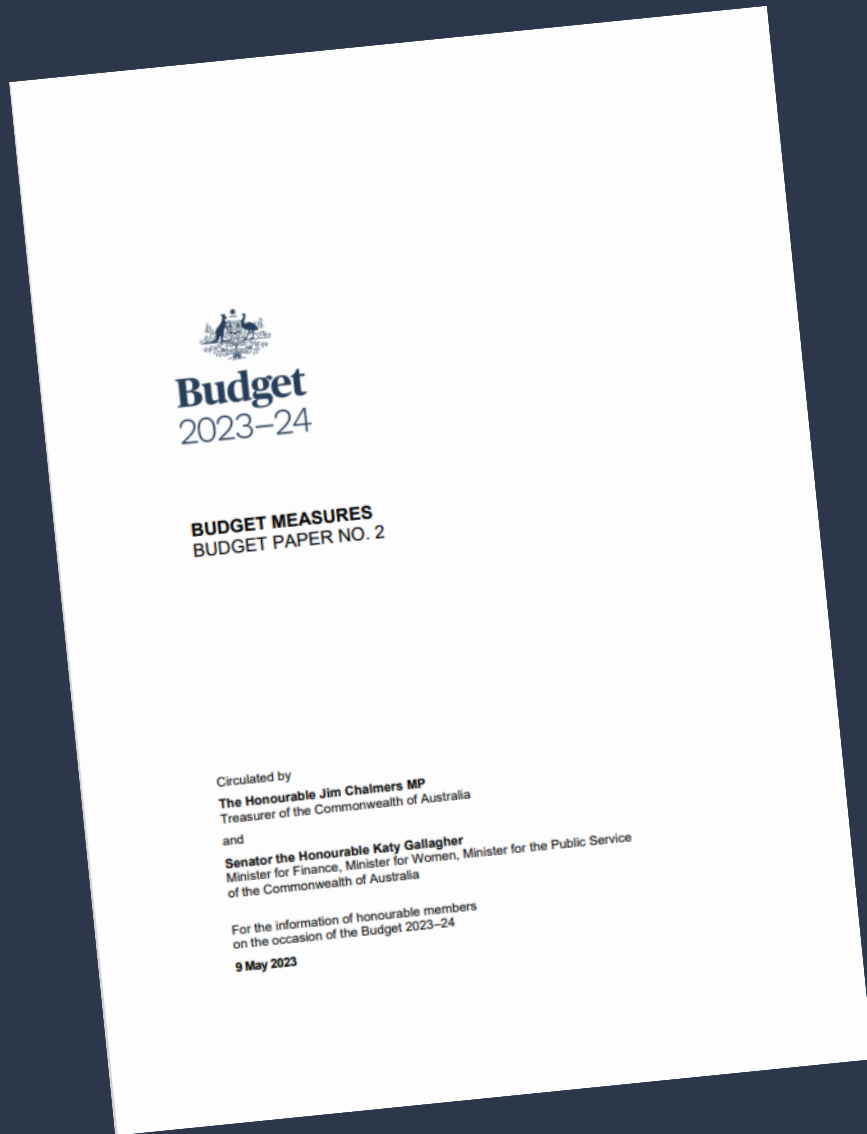 Budget
2023–24
BUDGET MEASURES
BUDGET PAPER NO. 2
Circulated by
The Honourable Jim Chalmers MP
Treasurer of the Commonwealth of Australia
and
Senator the Honourable Katy Gallagher
Minister for Finance, Minister for Women, Minister for the Public Service
of the Commonwealth of Australia
For the information of honourable members
on the occasion of the Budget 2023–24
9 May 2023